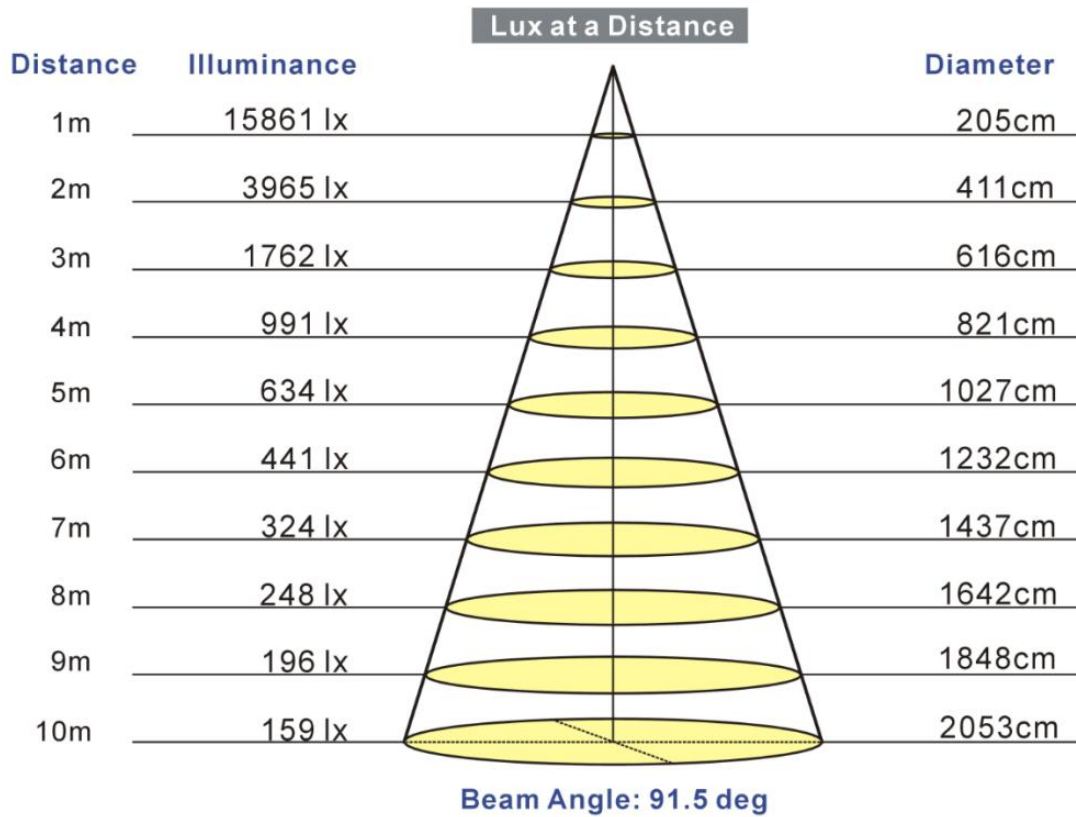 Lux at a Distance
Distance Illuminance Diameter
1m 15861 lx 205cm
2m 3965 lx 411cm
3m 1762 lx 616cm
4m 991 lx 821cm
5m 634 lx 1027cm
6m 441 lx 1232cm
7m 324 lx 1437cm
8m 248 lx 1642cm
9m 196 lx 1848cm
10m 159 lx 2053cm
Beam Angle: 91.5 deg